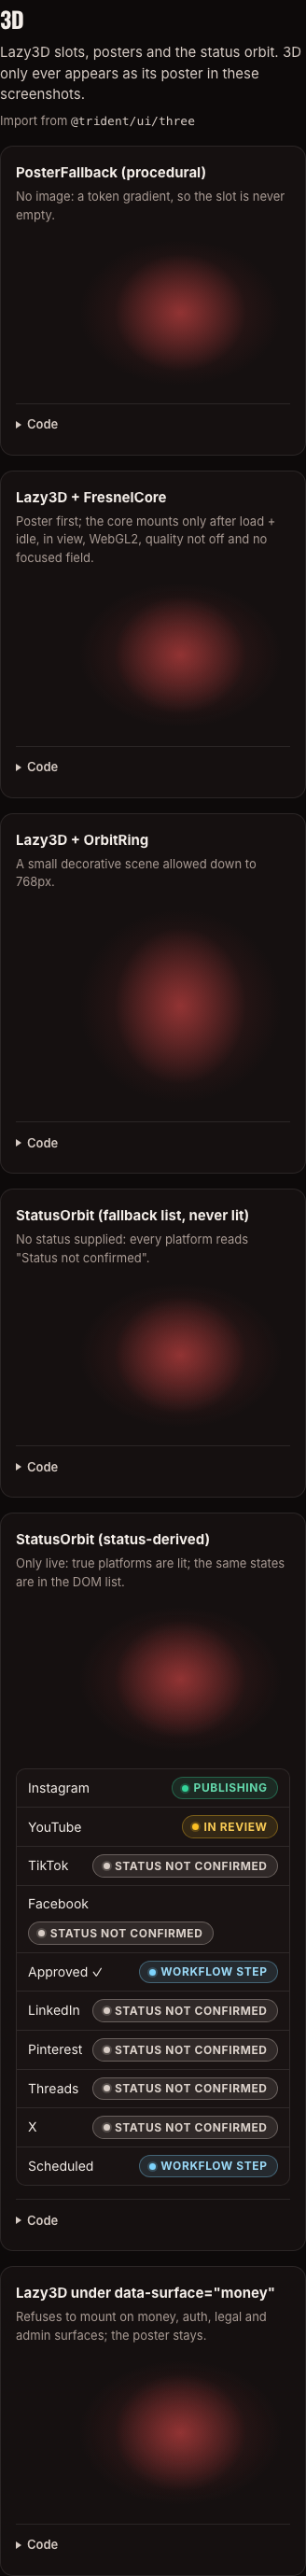 3D
Lazy3D slots, posters and the status orbit. 3D
only ever appears as its poster in these
screenshots.
Import from @trident/ui/three
PosterFallback (procedural)
No image: a token gradient, so the slot is never
empty.
Code
Lazy3D + FresnelCore
Poster first; the core mounts only after load +
idle, in view, WebGL2, quality not off and no
focused field.
Code
Lazy3D + OrbitRing
A small decorative scene allowed down to
768px.
Code
StatusOrbit (fallback list, never lit)
No status supplied: every platform reads
"Status not confirmed".
Code
StatusOrbit (status-derived)
Only live: true platforms are lit; the same states
are in the DOM list.
Instagram PUBLISHING
YouTube IN REVIEW
TikTok STATUS NOT CONFIRMED
Facebook
STATUS NOT CONFIRMED
Approved ✓ WORKFLOW STEP
LinkedIn STATUS NOT CONFIRMED
Pinterest STATUS NOT CONFIRMED
Threads STATUS NOT CONFIRMED
X STATUS NOT CONFIRMED
Scheduled WORKFLOW STEP
Code
Lazy3D under data-surface="money"
Refuses to mount on money, auth, legal and
admin surfaces; the poster stays.
Code